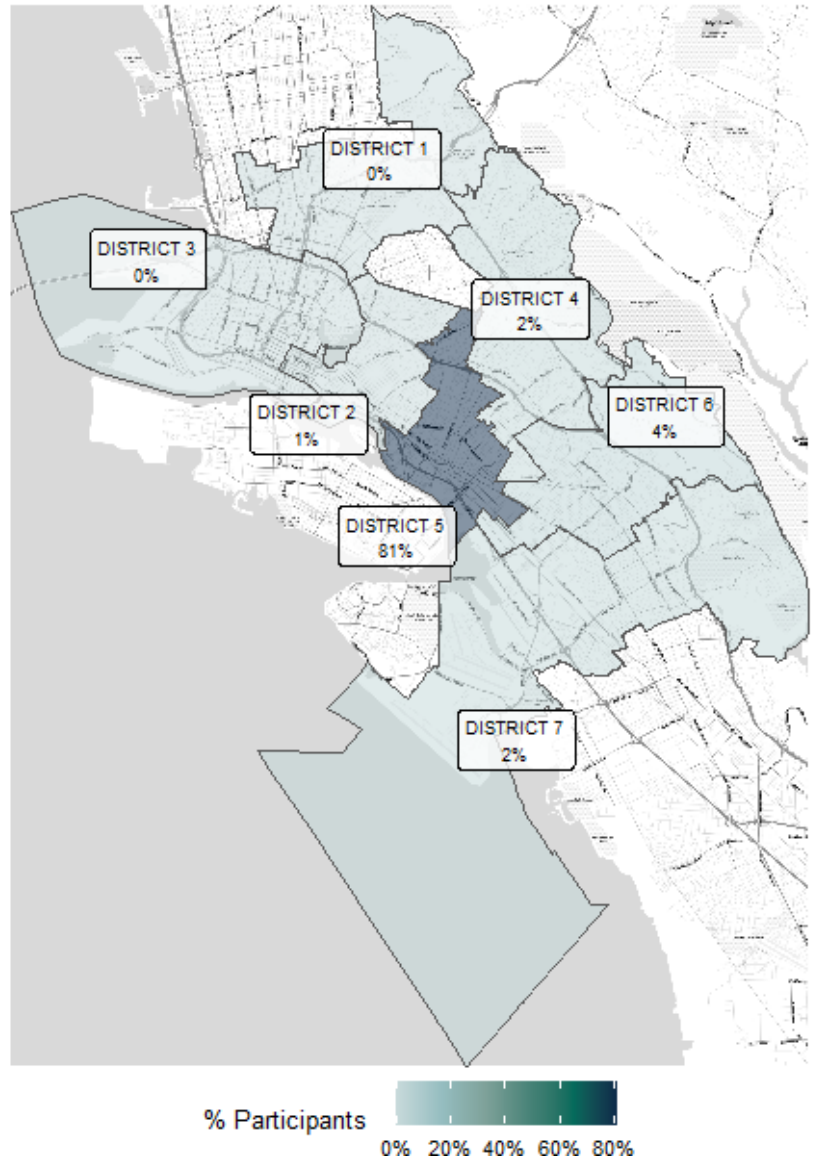 DISTRICT 1
0%
DISTRICT 3
0%
DISTRICT 4
2%
DISTRICT 2
1%
DISTRICT 6
4%
DISTRICT 5
81%
DISTRICT 7
2%
% Participants
0% 20% 40% 60% 80%